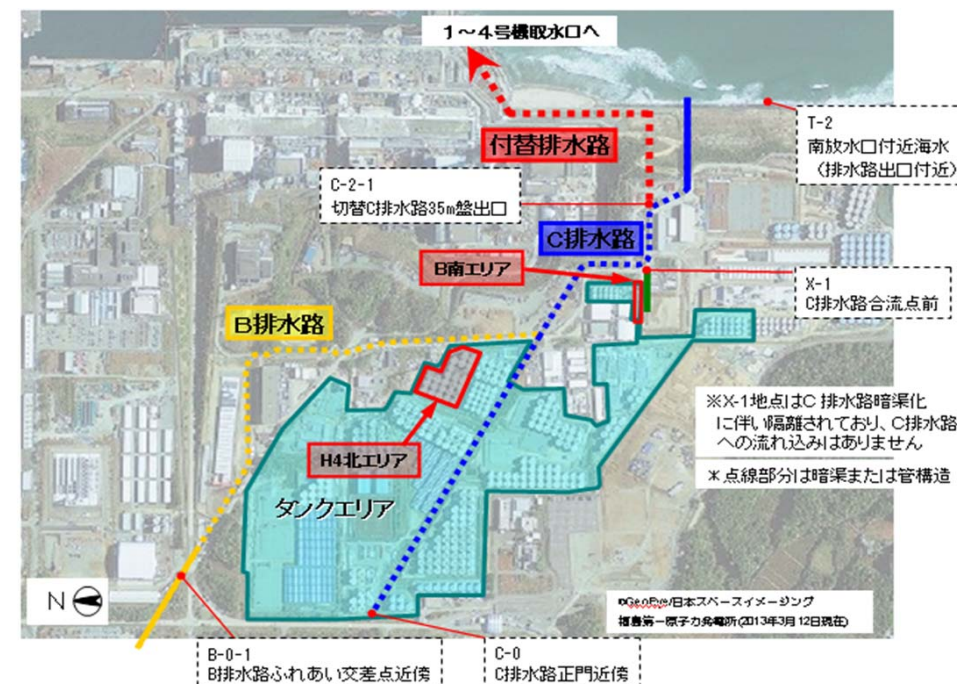 1～4号機取水口へ
付替排水路
T-2
南放水口付近海水
（排水路出口付近）
C-2-1
切替C排水路35m盤出口
C排水路
B南エリア
X-1
C排水路合流点前
B排水路
※X-1地点はC排水路暗渠化
に伴い隔離されており、C排水路
への流れ込みはありません
＊点線部分は暗渠または管構造
H4北エリア
タンクエリア
N
©GeoEye/日本スペースイメージング
福島第一原子力発電所(2013年3月12日現在)
B-0-1
B排水路ふれあい交差点近傍
C-0
C排水路正門近傍